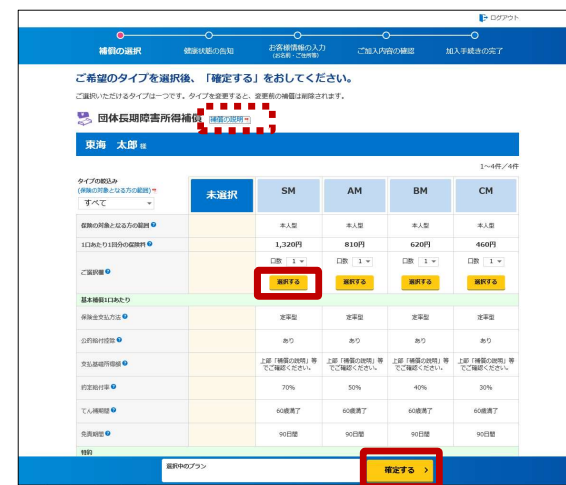 ログアウト
補償の選択
健康状態の告知
お客様情報の入力
(お名前・ご住所等)
ご加入内容の確認
加入手続きの完了
ご希望のタイプを選択後、「確定する」をおしてください。
ご選択いただけるタイプは一つです。タイプを変更すると、変更前の補償は削除されます。
団体長期障害所得補償 補償の説明
東海 太郎 様
1～4件/4件
タイプの絞込み
(保険の対象となる方の範囲)
すべて
未選択 SM AM BM CM
保険の対象となる方の範囲 本人型 本人型 本人型 本人型
1口あたり1回分の保険料 1,320円 810円 620円 460円
ご選択欄 口数 1 口数 1 口数 1 口数 1
選択する 選択する 選択する 選択する
基本補償1口あたり
保険金支払方法 定率型 定率型 定率型 定率型
公的給付控除 あり あり あり あり
支払基礎所得額 上部「補償の説明」等でご確認ください。 上部「補償の説明」等でご確認ください。 上部「補償の説明」等でご確認ください。 上部「補償の説明」等でご確認ください。
約定給付率 70% 50% 40% 30%
てん補期間 60歳満了 60歳満了 60歳満了 60歳満了
免責期間 90日間 90日間 90日間 90日間
特約
選択中のプラン
確定する